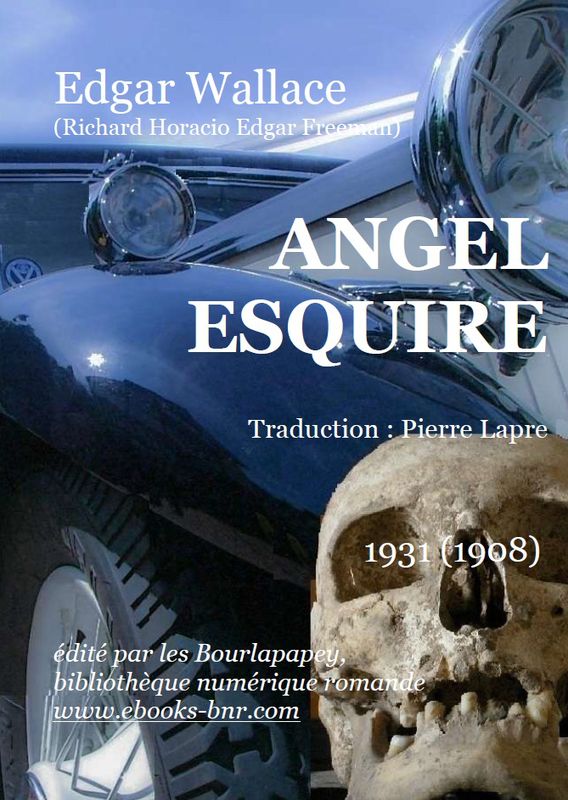 Edgar Wallace
(Richard Horacio Edgar Freeman)
ANGEL
ESQUIRE
Traduction : Pierre Lapre
1931 (1908)
édité par les Bourlapapey,
bibliothèque numérique romande
www.ebooks-bnr.com